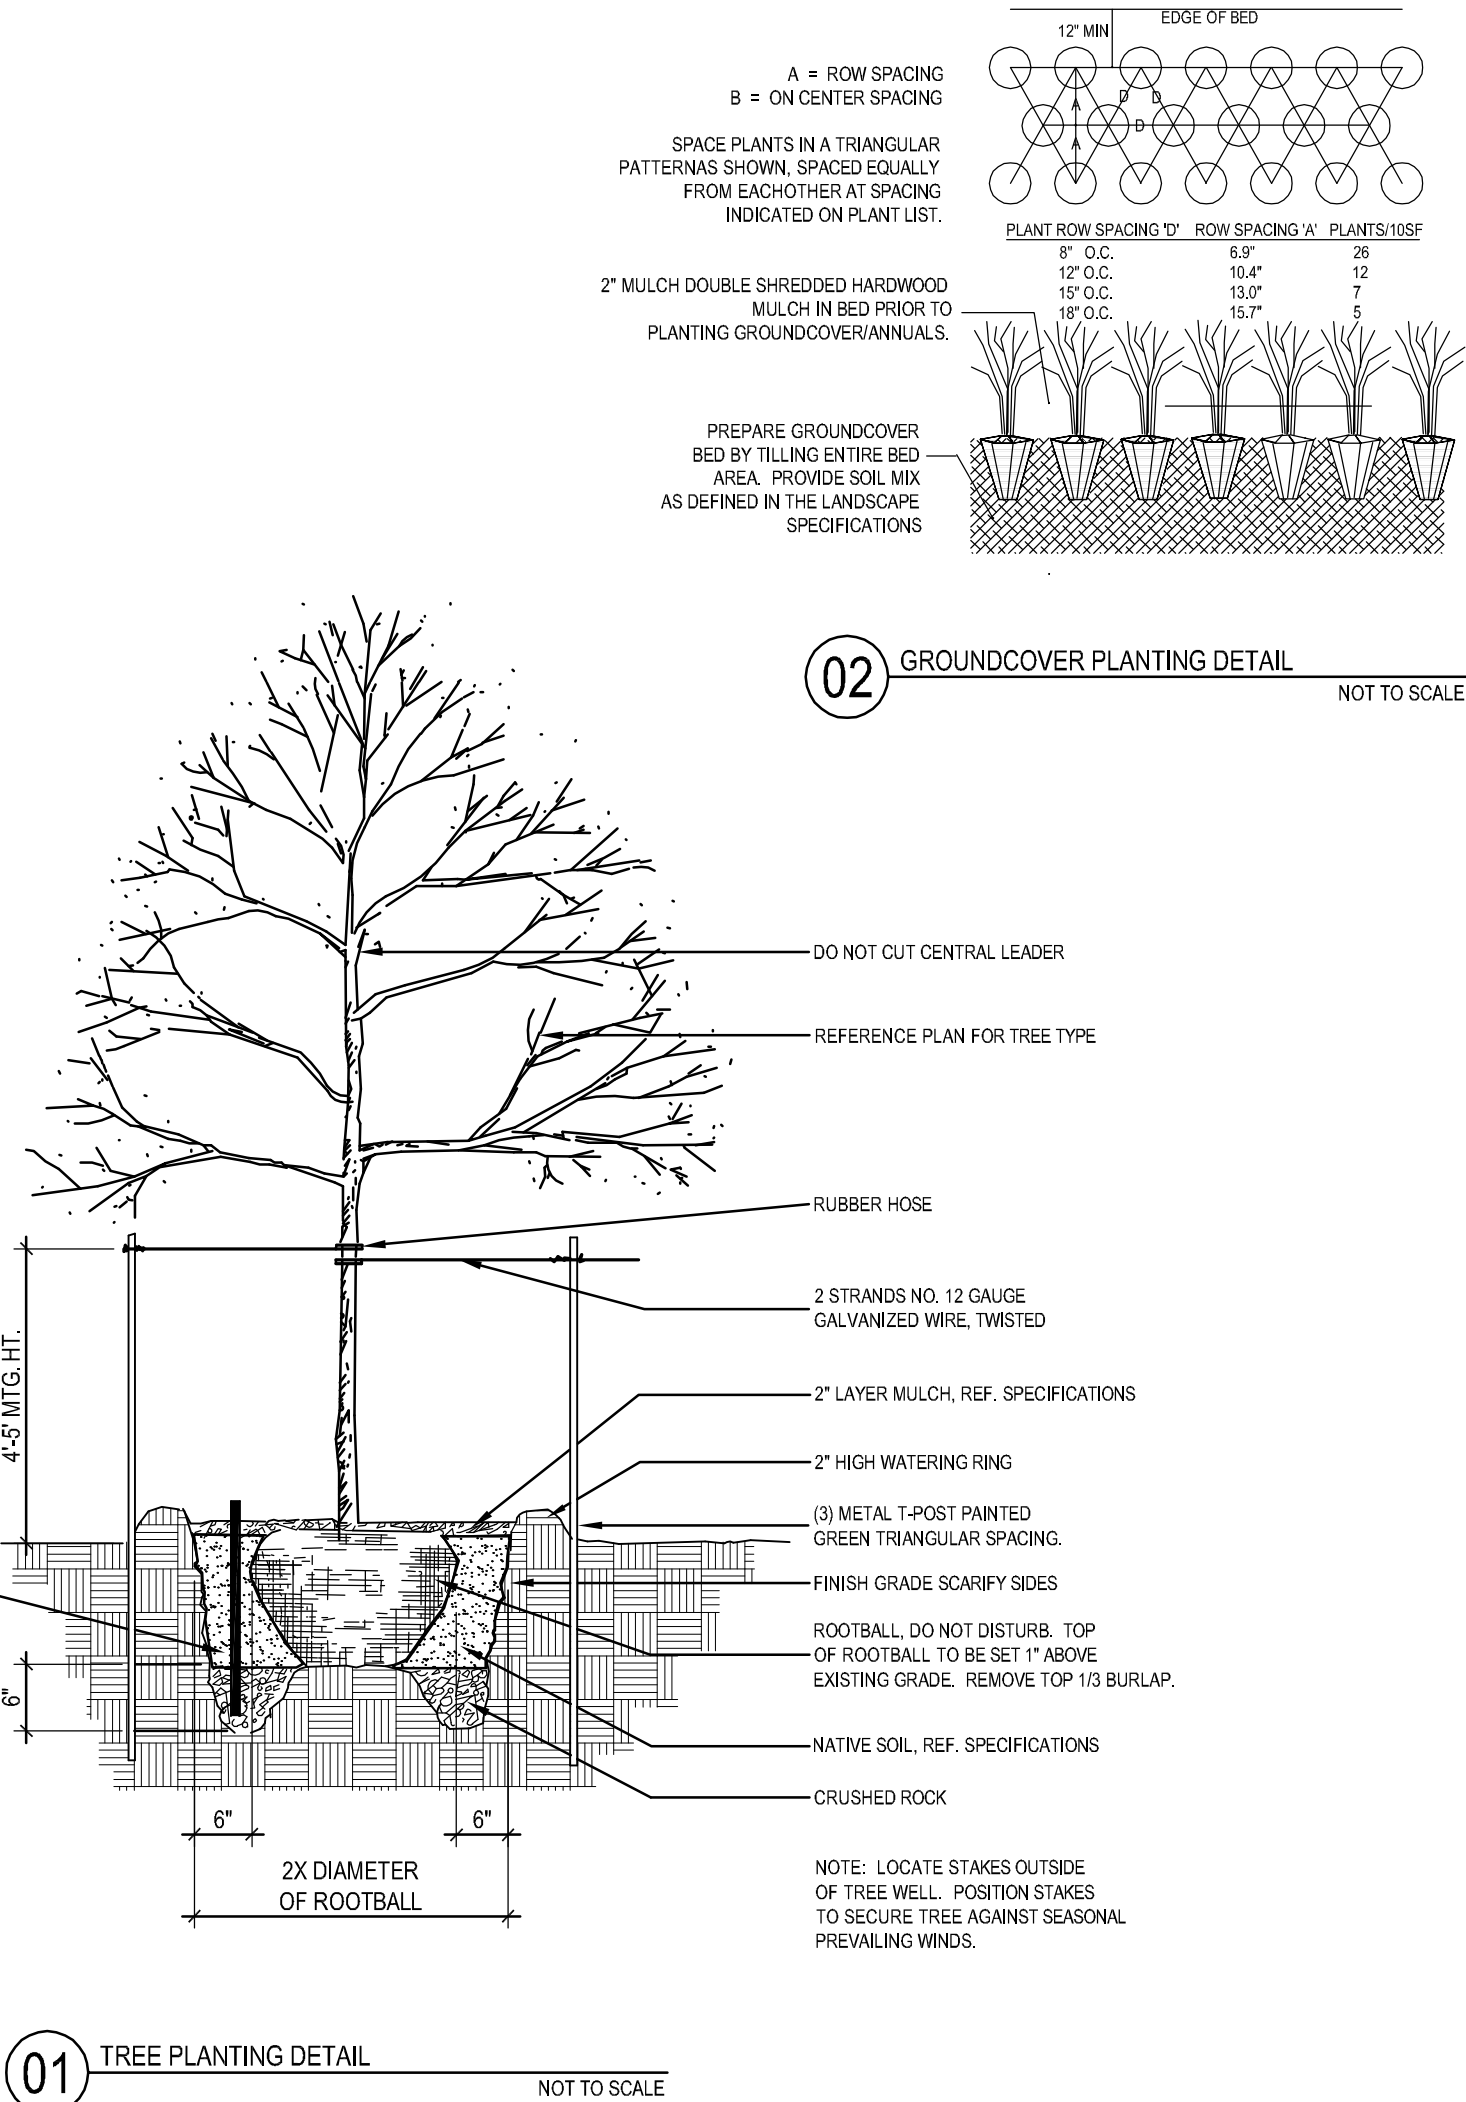 EDGE OF BED
12" MIN
A = ROW SPACING
B = ON CENTER SPACING
SPACE PLANTS IN A TRIANGULAR
PATTERNAS SHOWN, SPACED EQUALLY
FROM EACHOTHER AT SPACING
INDICATED ON PLANT LIST.
A
A
D
D
D
PLANT ROW SPACING 'D' ROW SPACING 'A' PLANTS/10SF
8" O.C. 6.9" 26
12" O.C. 10.4" 12
15" O.C. 13.0" 7
18" O.C. 15.7" 5
2" MULCH DOUBLE SHREDDED HARDWOOD
MULCH IN BED PRIOR TO
PLANTING GROUNDCOVER/ANNUALS.
PREPARE GROUNDCOVER
BED BY TILLING ENTIRE BED
AREA. PROVIDE SOIL MIX
AS DEFINED IN THE LANDSCAPE
SPECIFICATIONS
02 GROUNDCOVER PLANTING DETAIL
NOT TO SCALE
DO NOT CUT CENTRAL LEADER
REFERENCE PLAN FOR TREE TYPE
RUBBER HOSE
2 STRANDS NO. 12 GAUGE
GALVANIZED WIRE, TWISTED
4'-5' MTG. HT.
2" LAYER MULCH, REF. SPECIFICATIONS
2" HIGH WATERING RING
(3) METAL T-POST PAINTED
GREEN TRIANGULAR SPACING.
FINISH GRADE SCARIFY SIDES
ROOTBALL, DO NOT DISTURB. TOP
OF ROOTBALL TO BE SET 1" ABOVE
EXISTING GRADE. REMOVE TOP 1/3 BURLAP.
6"
NATIVE SOIL, REF. SPECIFICATIONS
CRUSHED ROCK
6" 6"
2X DIAMETER
OF ROOTBALL
NOTE: LOCATE STAKES OUTSIDE
OF TREE WELL. POSITION STAKES
TO SECURE TREE AGAINST SEASONAL
PREVAILING WINDS.
01 TREE PLANTING DETAIL
NOT TO SCALE